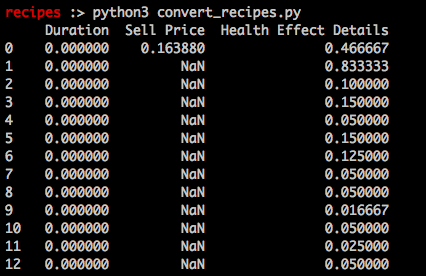 recipes :> python3 convert_recipes.py
Duration Sell Price Health Effect Details
0 0.000000 0.163880 0.466667
1 0.000000 NaN 0.833333
2 0.000000 NaN 0.100000
3 0.000000 NaN 0.150000
4 0.000000 NaN 0.050000
5 0.000000 NaN 0.150000
6 0.000000 NaN 0.125000
7 0.000000 NaN 0.050000
8 0.000000 NaN 0.050000
9 0.000000 NaN 0.016667
10 0.000000 NaN 0.050000
11 0.000000 NaN 0.025000
12 0.000000 NaN 0.050000